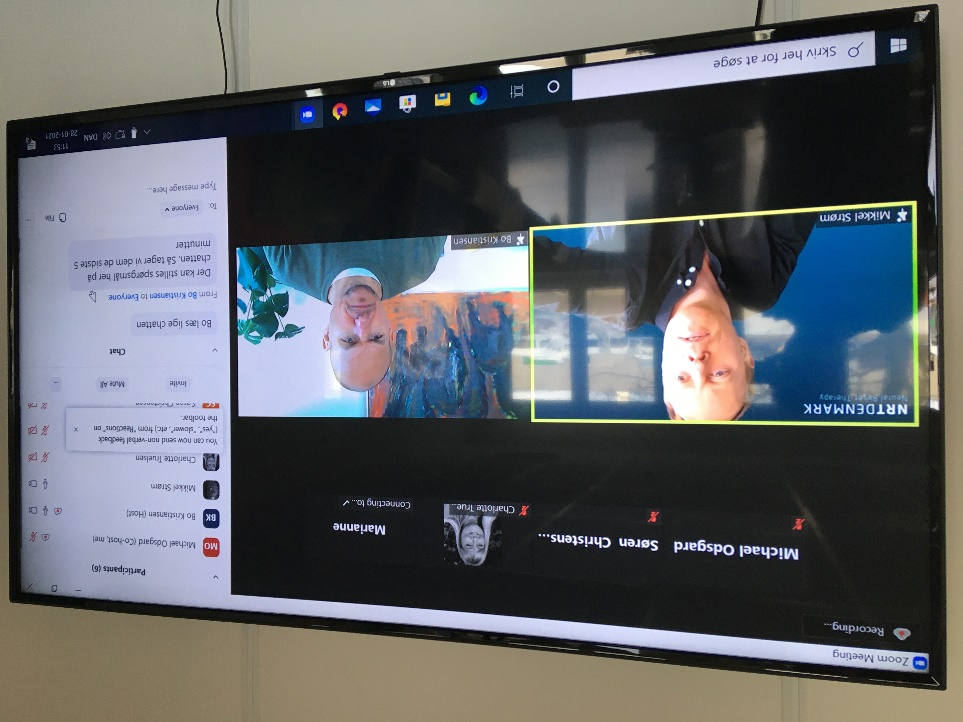 Zoom Meeting
Recording...
Michael Odsgard
Søren Christens...
Charlotte True...
Marianne
Connecting to...
NRTDENMARK
Neural Reset Therapy
Mikkel Strøm
Bo Kristiansen
Participants (6)
MO Michael Odsgard (Co-host, me)
BK Bo Kristiansen (Host)
Mikkel Strøm
Charlotte Truelsen
You can now send non-verbal feedback
("yes", "slower", etc) from "Reactions" on
the toolbar.
Invite
Mute All
...
Chat
Bo læs lige chatten
From Bo Kristiansen to Everyone
Der kan stilles spørgsmål her på
chatten. Så tager vi dem de sidste 5
minutter
To: Everyone
File
...
Type message here...
Skriv her for at søge
DAN
11:53
28-01-2021
LG